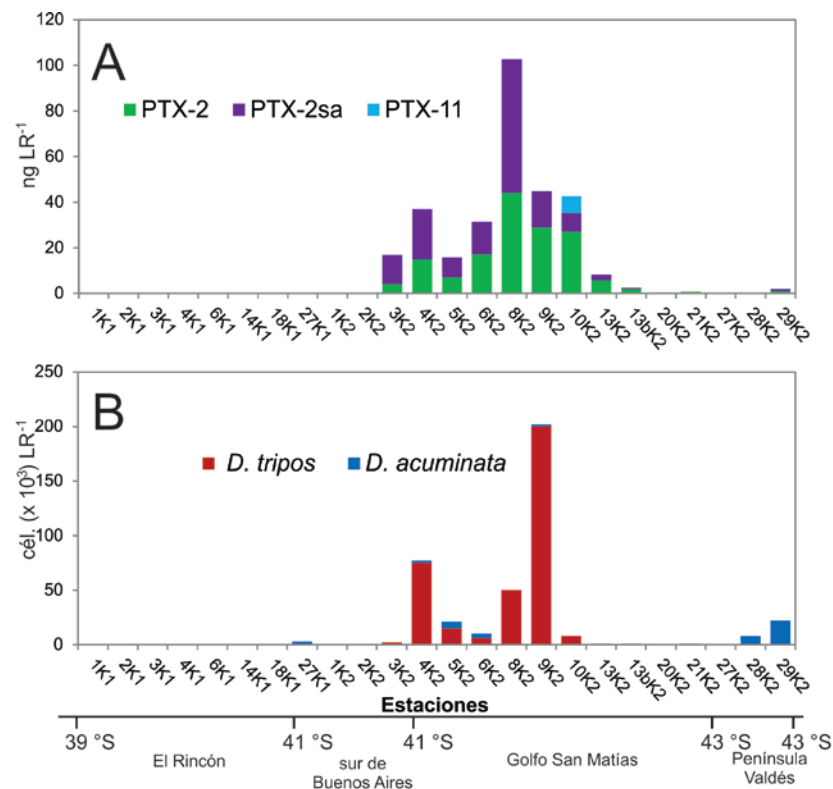 120
A
100
PTX-2 PTX-2sa PTX-11
80
ng LR⁻¹
60
40
20
0
1K1 2K1 3K1 4K1 6K1 14K1 18K1 27K1 1K2 2K2 3K2 4K2 5K2 6K2 8K2 9K2 10K2 13K2 13bK2 20K2 21K2 27K2 28K2 29K2
250
B
200
D. tripos D. acuminata
150
cél. (x 10³) LR⁻¹
100
50
0
1K1 2K1 3K1 4K1 6K1 14K1 18K1 27K1 1K2 2K2 3K2 4K2 5K2 6K2 8K2 9K2 10K2 13K2 13bK2 20K2 21K2 27K2 28K2 29K2
Estaciones
39 °S 41 °S 41 °S 43 °S 43 °S
El Rincón sur de Golfo San Matías Península
Buenos Aires Valdés